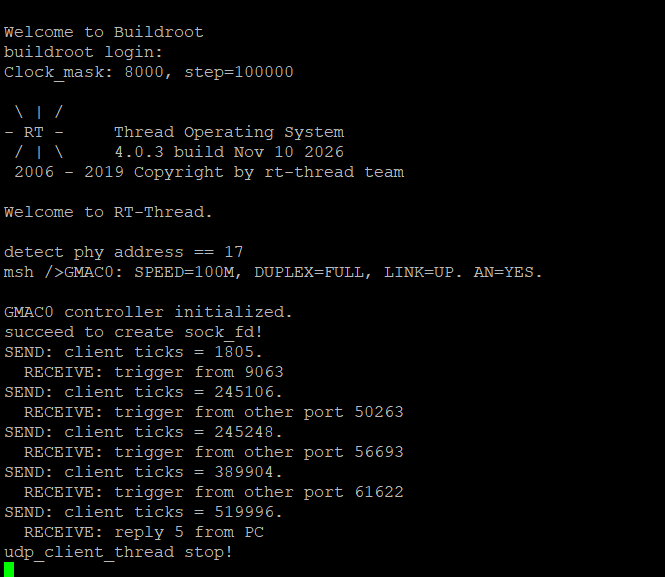 Welcome to Buildroot
buildroot login:
Clock_mask: 8000, step=100000
 \ | /
- RT -     Thread Operating System
 / | \     4.0.3 build Nov 10 2026
 2006 - 2019 Copyright by rt-thread team
Welcome to RT-Thread.
detect phy address == 17
msh />GMAC0: SPEED=100M, DUPLEX=FULL, LINK=UP. AN=YES.
GMAC0 controller initialized.
succeed to create sock_fd!
SEND: client ticks = 1805.
  RECEIVE: trigger from 9063
SEND: client ticks = 245106.
  RECEIVE: trigger from other port 50263
SEND: client ticks = 245248.
  RECEIVE: trigger from other port 56693
SEND: client ticks = 389904.
  RECEIVE: trigger from other port 61622
SEND: client ticks = 519996.
  RECEIVE: reply 5 from PC
udp_client_thread stop!